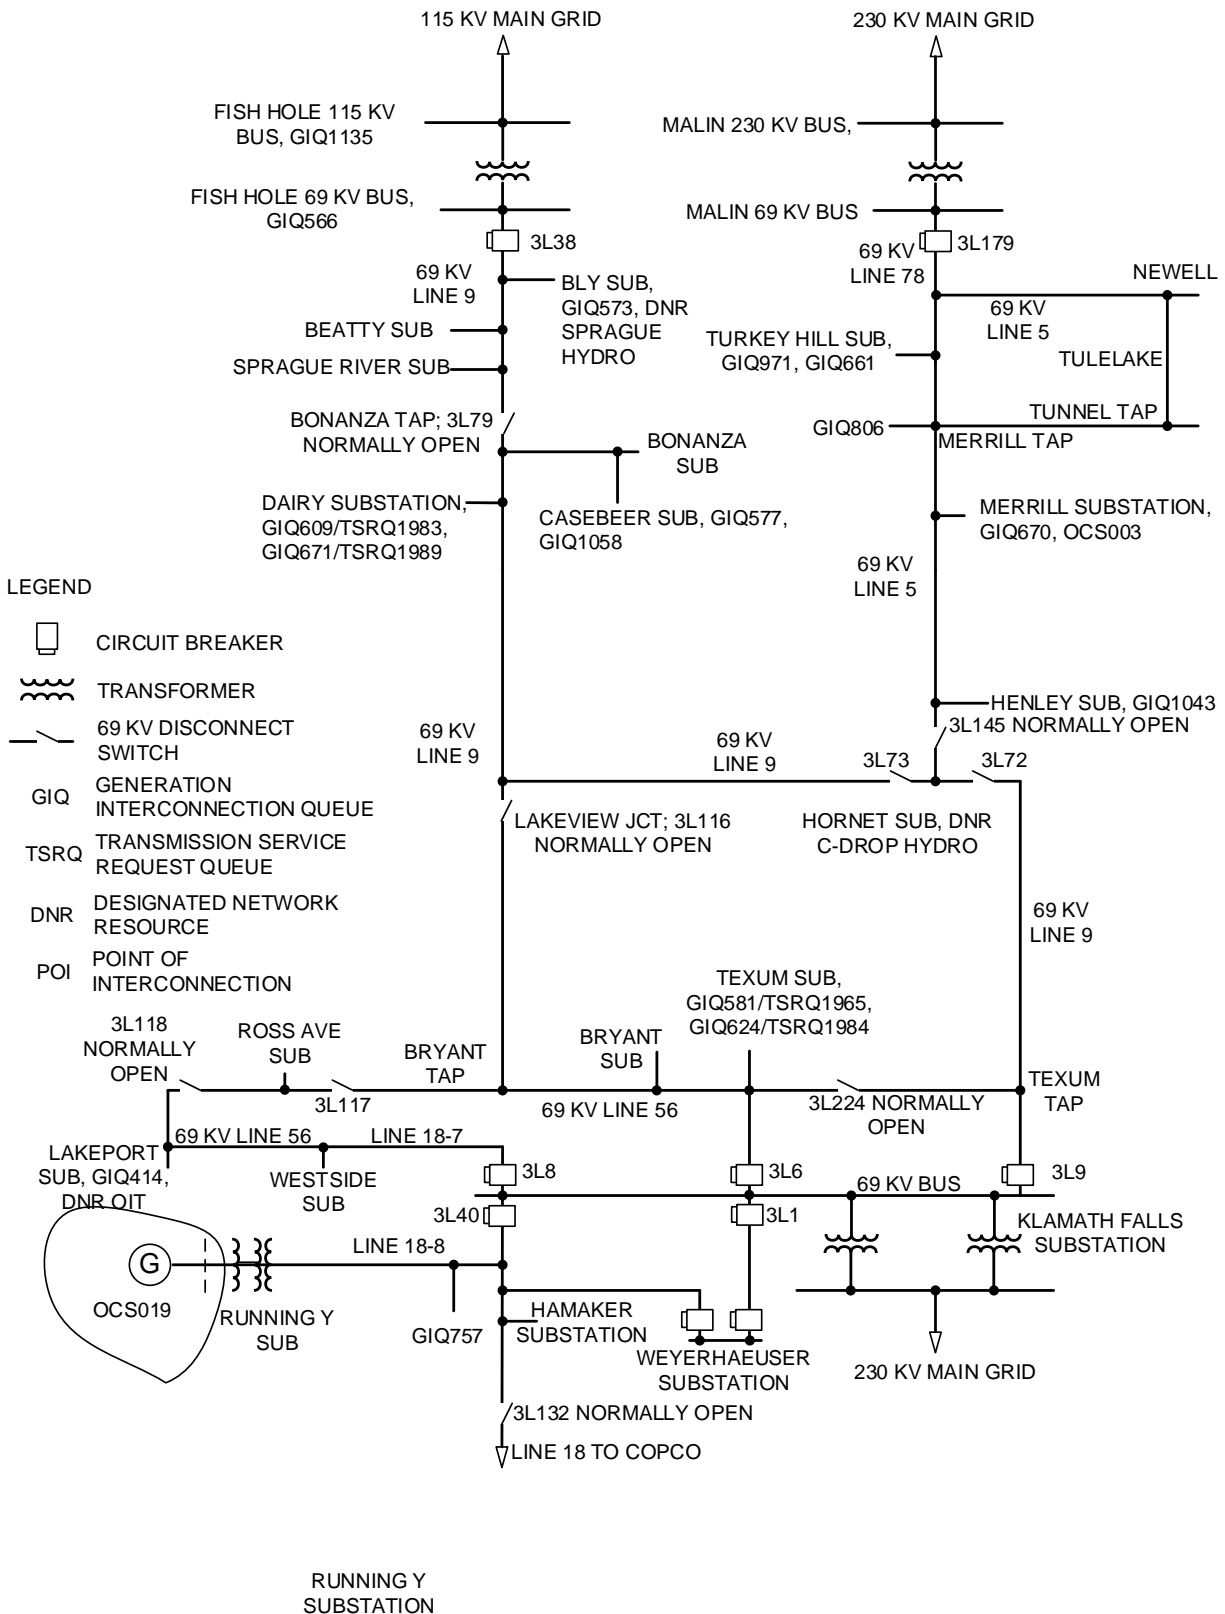 115 KV MAIN GRID
230 KV MAIN GRID
FISH HOLE 115 KV
BUS, GIQ1135
MALIN 230 KV BUS,
FISH HOLE 69 KV BUS,
GIQ566
MALIN 69 KV BUS
3L38
3L179
69 KV
LINE 9
69 KV
LINE 78
BLY SUB,
GIQ573, DNR
SPRAGUE
HYDRO
NEWELL
69 KV
LINE 5
BEATTY SUB
SPRAGUE RIVER SUB
TURKEY HILL SUB,
GIQ971, GIQ661
TULELAKE
BONANZA TAP; 3L79
NORMALLY OPEN
TUNNEL TAP
GIQ806
MERRILL TAP
BONANZA
SUB
DAIRY SUBSTATION,
GIQ609/TSRQ1983,
GIQ671/TSRQ1989
CASEBEER SUB, GIQ577,
GIQ1058
MERRILL SUBSTATION,
GIQ670, OCS003
69 KV
LINE 5
LEGEND
CIRCUIT BREAKER
TRANSFORMER
69 KV DISCONNECT
SWITCH
GIQ
GENERATION
INTERCONNECTION QUEUE
TSRQ
TRANSMISSION SERVICE
REQUEST QUEUE
DNR
DESIGNATED NETWORK
RESOURCE
POI
POINT OF
INTERCONNECTION
HENLEY SUB, GIQ1043
3L145 NORMALLY OPEN
69 KV
LINE 9
69 KV
LINE 9
3L73
3L72
LAKEVIEW JCT; 3L116
NORMALLY OPEN
HORNET SUB, DNR
C-DROP HYDRO
69 KV
LINE 9
TEXUM SUB,
GIQ581/TSRQ1965,
GIQ624/TSRQ1984
3L118
NORMALLY
OPEN
ROSS AVE
SUB
BRYANT
TAP
BRYANT
SUB
3L117
69 KV LINE 56
3L224 NORMALLY
OPEN
TEXUM
TAP
69 KV LINE 56
LINE 18-7
LAKEPORT
SUB, GIQ414,
DNR OIT
WESTSIDE
SUB
3L8
3L6
3L9
69 KV BUS
3L40
3L1
KLAMATH FALLS
SUBSTATION
LINE 18-8
G
OCS019
RUNNING Y
SUB
GIQ757
HAMAKER
SUBSTATION
WEYERHAEUSER
SUBSTATION
230 KV MAIN GRID
3L132 NORMALLY OPEN
LINE 18 TO COPCO
RUNNING Y
SUBSTATION